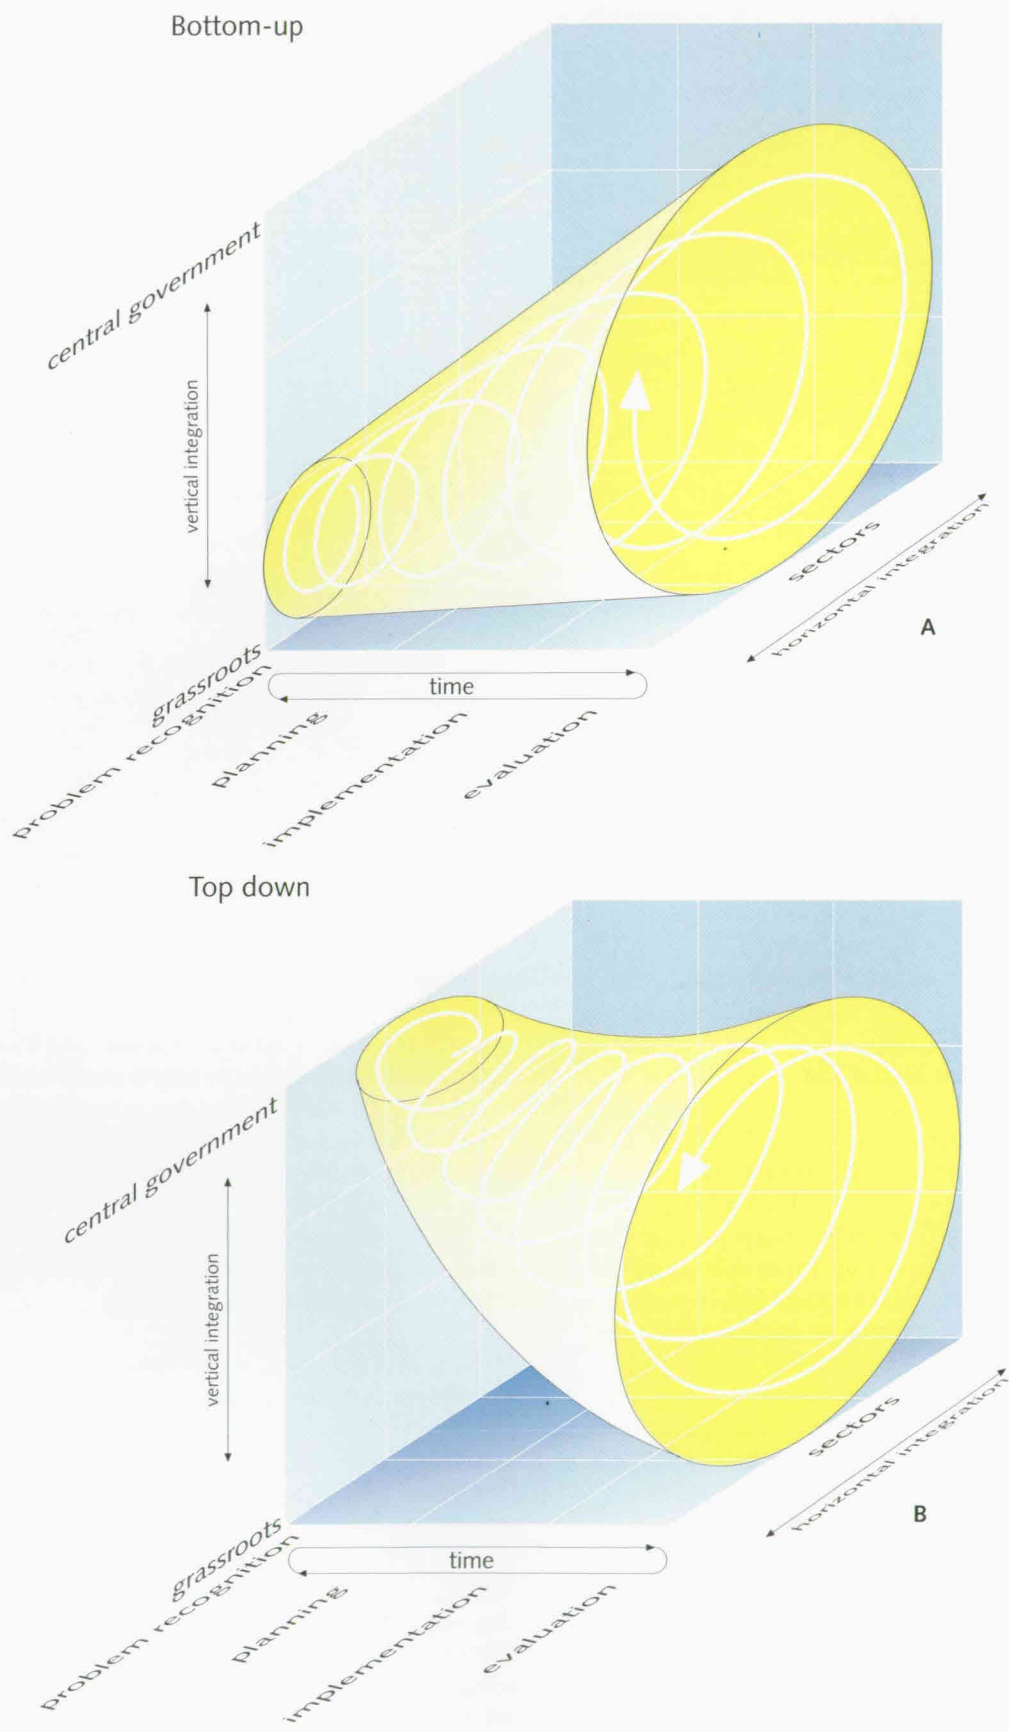 Bottom-up
central government
vertical integration
grassroots
problem recognition
time
planning
implementation
evaluation
sectors
horizontal integration
A
Top down
central government
vertical integration
grassroots
problem recognition
time
planning
implementation
evaluation
sectors
horizontal integration
B